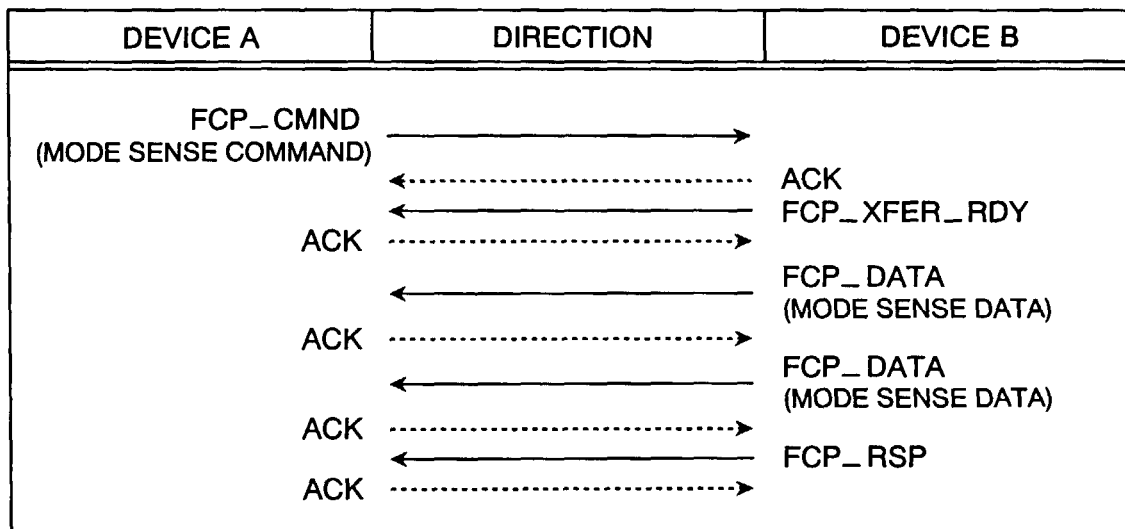 DEVICE A DIRECTION DEVICE B
FCP_CMND
(MODE SENSE COMMAND)
ACK
FCP_XFER_RDY
ACK
FCP_DATA
(MODE SENSE DATA)
ACK
FCP_DATA
(MODE SENSE DATA)
ACK
FCP_RSP
ACK